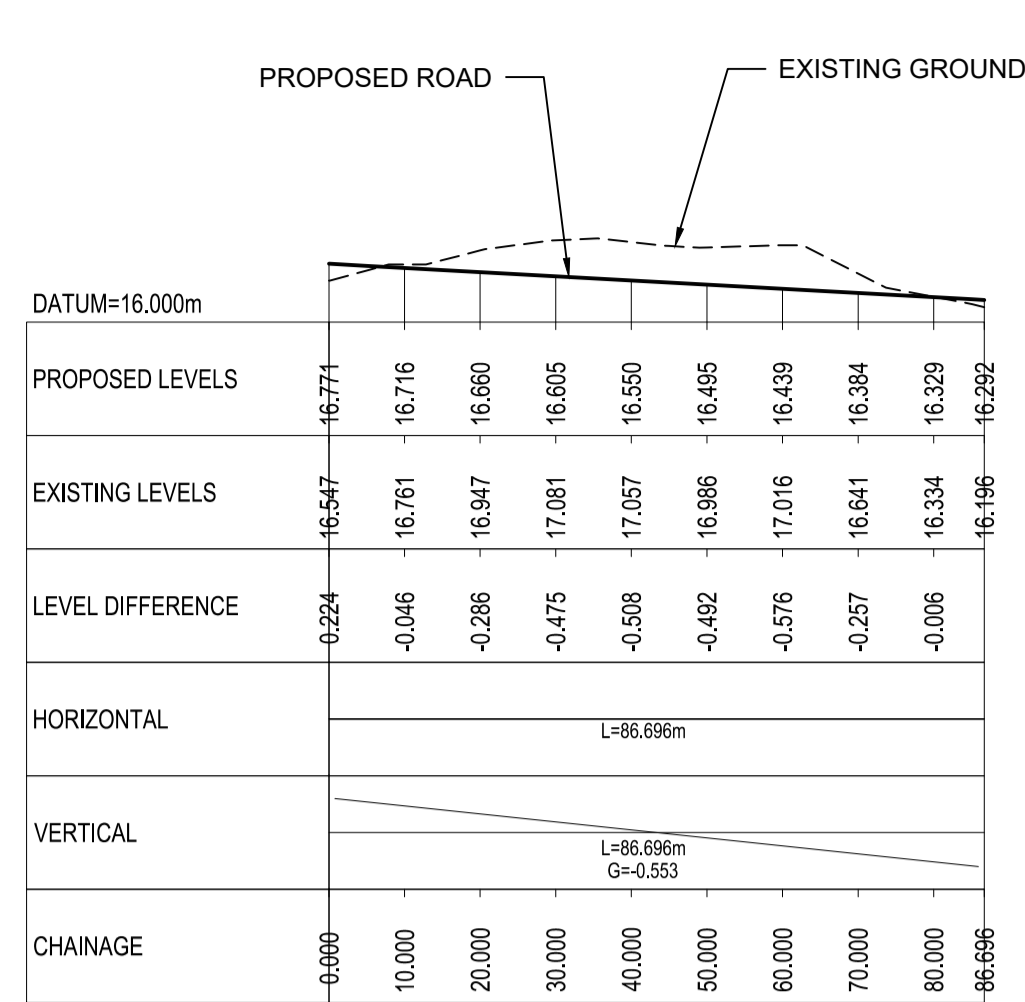 PROPOSED ROAD
EXISTING GROUND
DATUM=16.000m
PROPOSED LEVELS 16.771 16.716 16.660 16.605 16.550 16.495 16.439 16.384 16.329 16.292
EXISTING LEVELS 16.547 16.761 16.947 17.081 17.057 16.986 17.016 16.641 16.334 16.196
LEVEL DIFFERENCE 0.224 -0.046 -0.286 -0.475 -0.508 -0.492 -0.576 -0.257 -0.006
HORIZONTAL
L=86.696m
VERTICAL
L=86.696m
G=-0.553
CHAINAGE 0.000 10.000 20.000 30.000 40.000 50.000 60.000 70.000 80.000 86.696